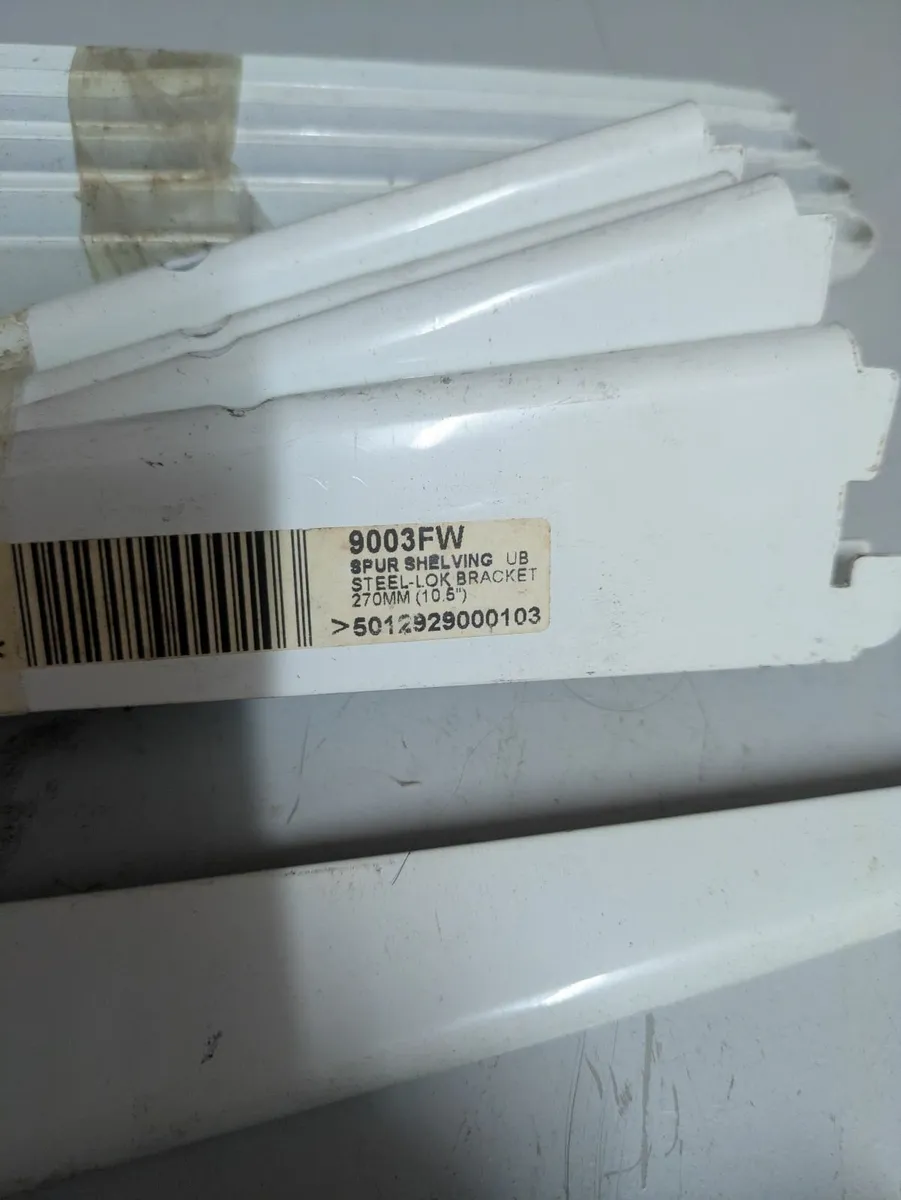 9003FW
SPUR SHELVING UB
STEEL-LOK BRACKET
270MM (10.5")
>5012929000103